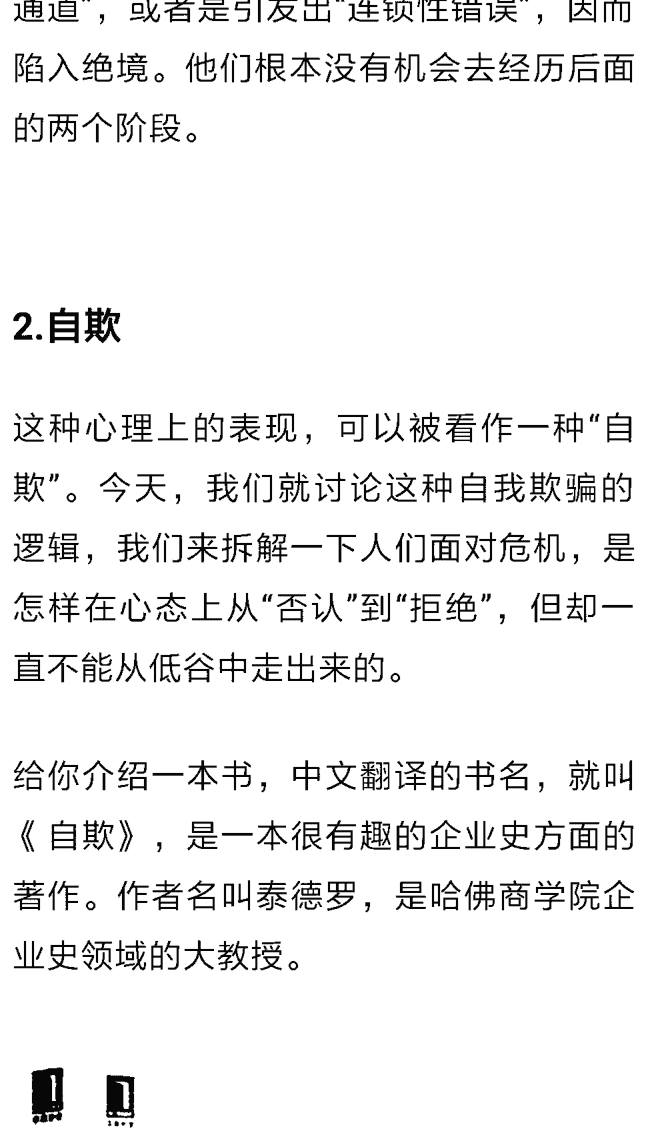 通道”，或者是引发出“连锁性错误”，因而
陷入绝境。他们根本没有机会去经历后面
的两个阶段。
2.自欺
这种心理上的表现，可以被看作一种“自
欺”。今天，我们就讨论这种自我欺骗的
逻辑，我们来拆解一下人们面对危机，是
怎样在心态上从“否认”到“拒绝”，但却一
直不能从低谷中走出来的。
给你介绍一本书，中文翻译的书名，就叫
《自欺》，是一本很有趣的企业史方面的
著作。作者名叫泰德罗，是哈佛商学院企
业史领域的大教授。